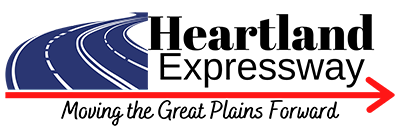 Heartland
Expressway
Moving the Great Plains Forward